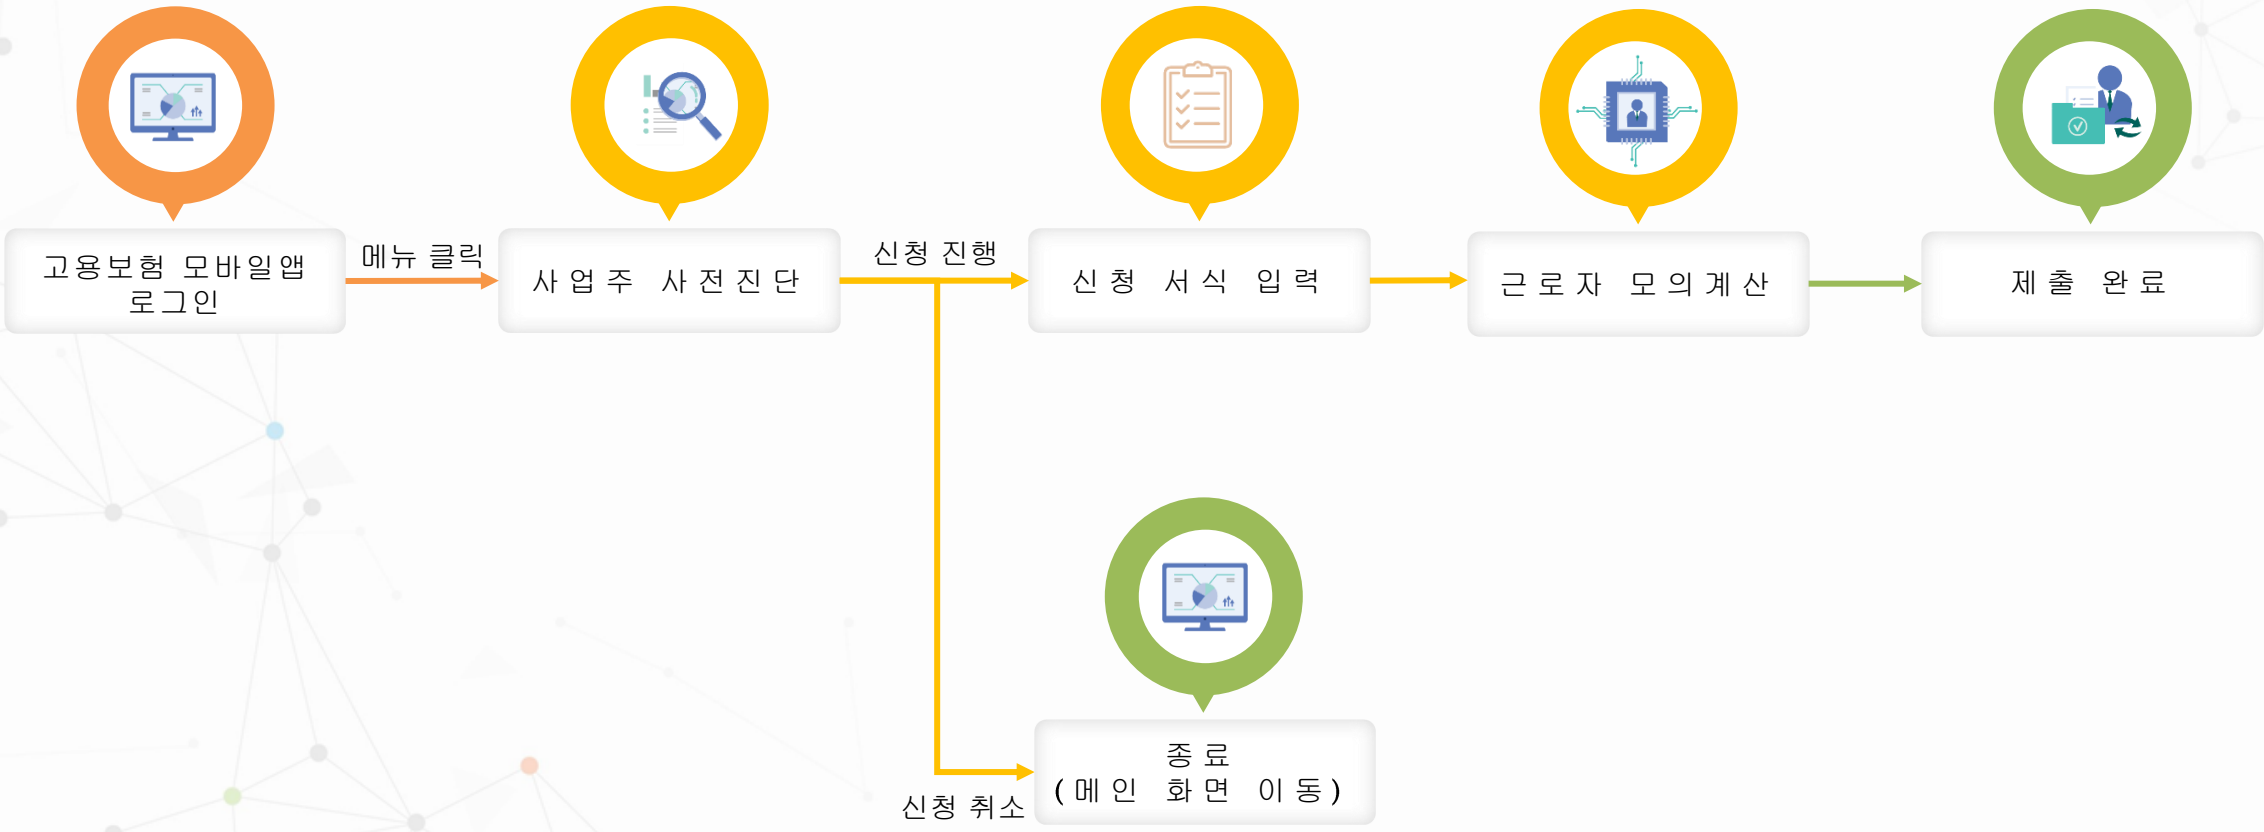 고용보험 모바일앱
로그인
메뉴 클릭
사업주 사전진단
신청 진행
신청 서식 입력
근로자 모의계산
제출 완료
신청 취소
종료
(메인 화면 이동)